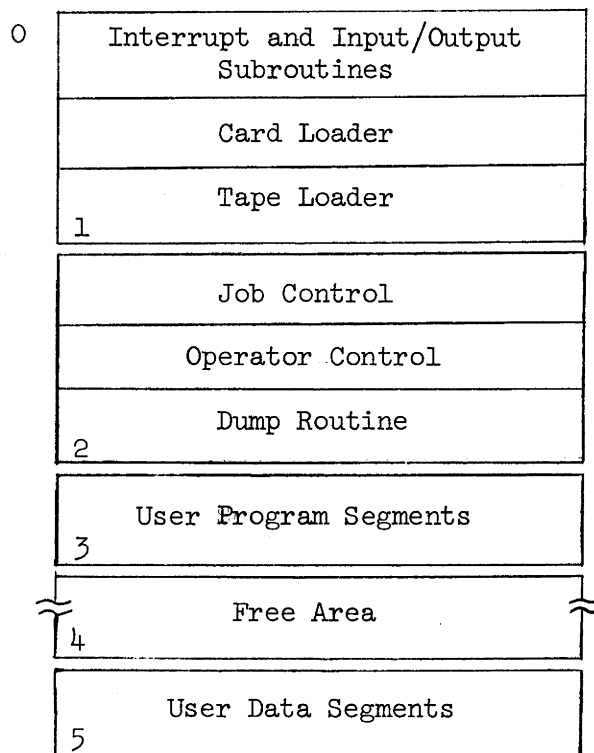 0
Interrupt and Input/Output
Subroutines
Card Loader
Tape Loader
1
Job Control
Operator Control
Dump Routine
2
User Program Segments
3
Free Area
4
User Data Segments
5